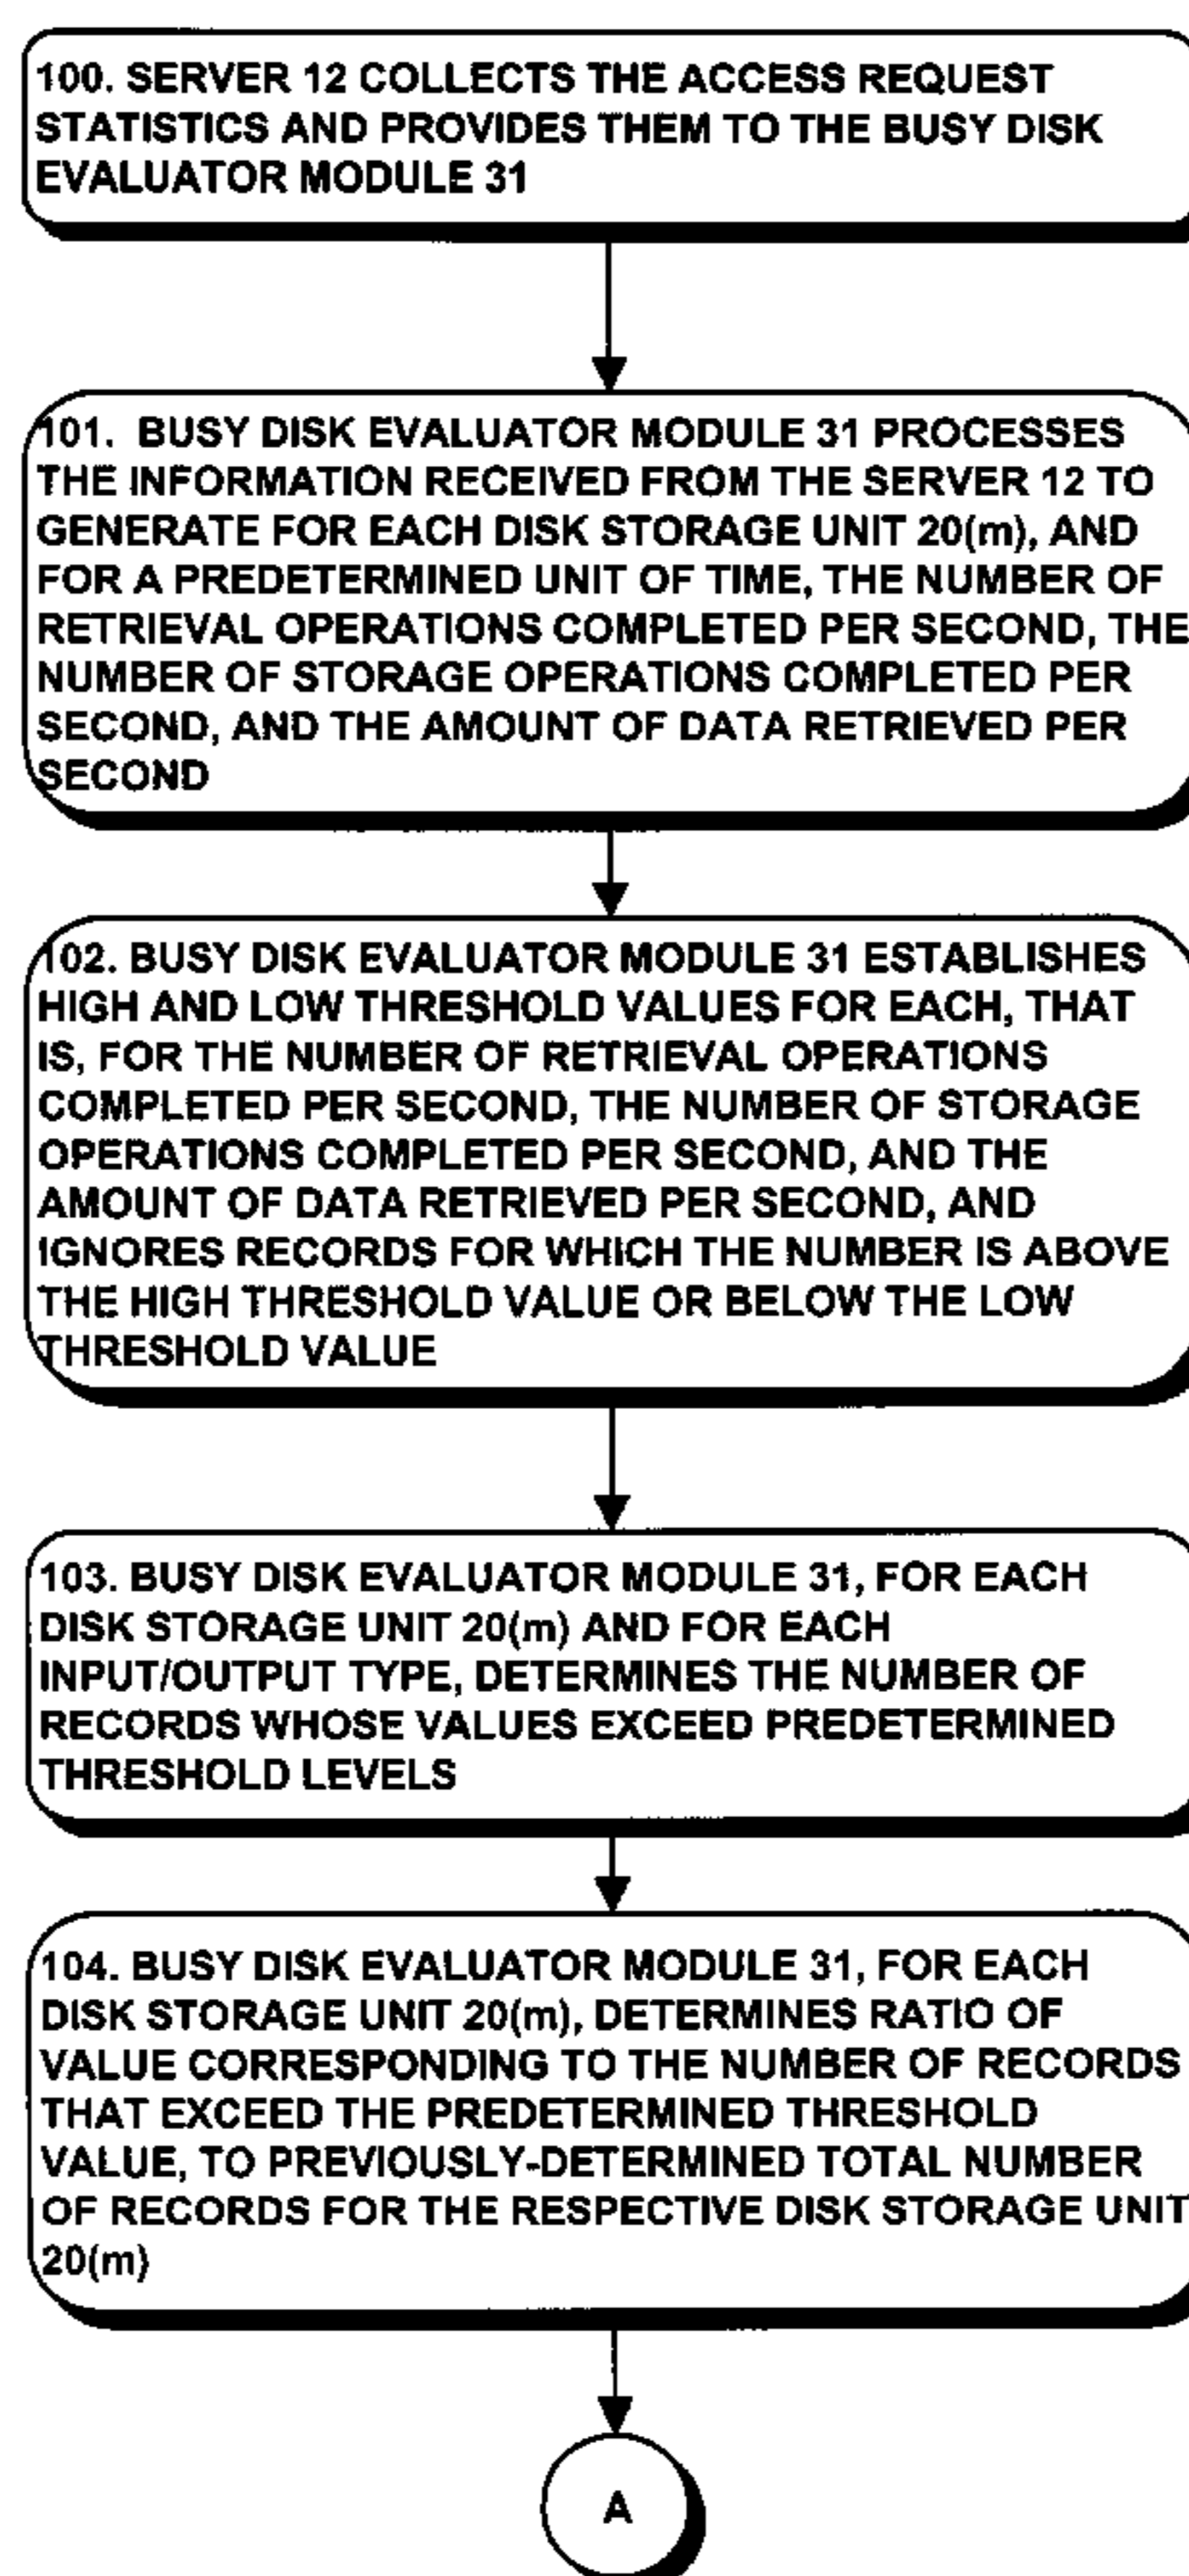 100. SERVER 12 COLLECTS THE ACCESS REQUEST
STATISTICS AND PROVIDES THEM TO THE BUSY DISK
EVALUATOR MODULE 31
101. BUSY DISK EVALUATOR MODULE 31 PROCESSES
THE INFORMATION RECEIVED FROM THE SERVER 12 TO
GENERATE FOR EACH DISK STORAGE UNIT 20(m), AND
FOR A PREDETERMINED UNIT OF TIME, THE NUMBER OF
RETRIEVAL OPERATIONS COMPLETED PER SECOND, THE
NUMBER OF STORAGE OPERATIONS COMPLETED PER
SECOND, AND THE AMOUNT OF DATA RETRIEVED PER
SECOND
102. BUSY DISK EVALUATOR MODULE 31 ESTABLISHES
HIGH AND LOW THRESHOLD VALUES FOR EACH, THAT
IS, FOR THE NUMBER OF RETRIEVAL OPERATIONS
COMPLETED PER SECOND, THE NUMBER OF STORAGE
OPERATIONS COMPLETED PER SECOND, AND THE
AMOUNT OF DATA RETRIEVED PER SECOND, AND
IGNORES RECORDS FOR WHICH THE NUMBER IS ABOVE
THE HIGH THRESHOLD VALUE OR BELOW THE LOW
THRESHOLD VALUE
103. BUSY DISK EVALUATOR MODULE 31, FOR EACH
DISK STORAGE UNIT 20(m) AND FOR EACH
INPUT/OUTPUT TYPE, DETERMINES THE NUMBER OF
RECORDS WHOSE VALUES EXCEED PREDETERMINED
THRESHOLD LEVELS
104. BUSY DISK EVALUATOR MODULE 31, FOR EACH
DISK STORAGE UNIT 20(m), DETERMINES RATIO OF
VALUE CORRESPONDING TO THE NUMBER OF RECORDS
THAT EXCEED THE PREDETERMINED THRESHOLD
VALUE, TO PREVIOUSLY-DETERMINED TOTAL NUMBER
OF RECORDS FOR THE RESPECTIVE DISK STORAGE UNIT
20(m)
A